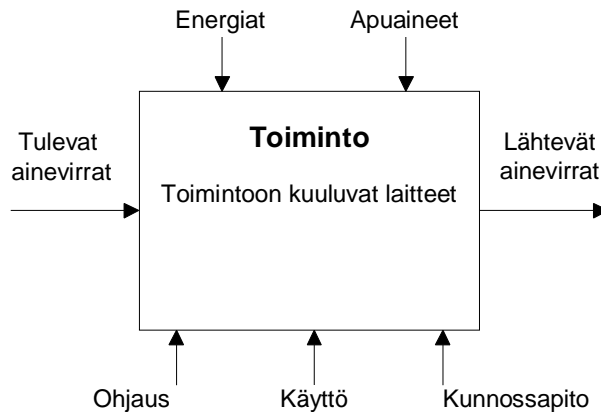 Energiat
Apuaineet
Tulevat
ainevirrat
Toiminto
Toimintoon kuuluvat laitteet
Lähtevät
ainevirrat
Ohjaus
Käyttö
Kunnossapito